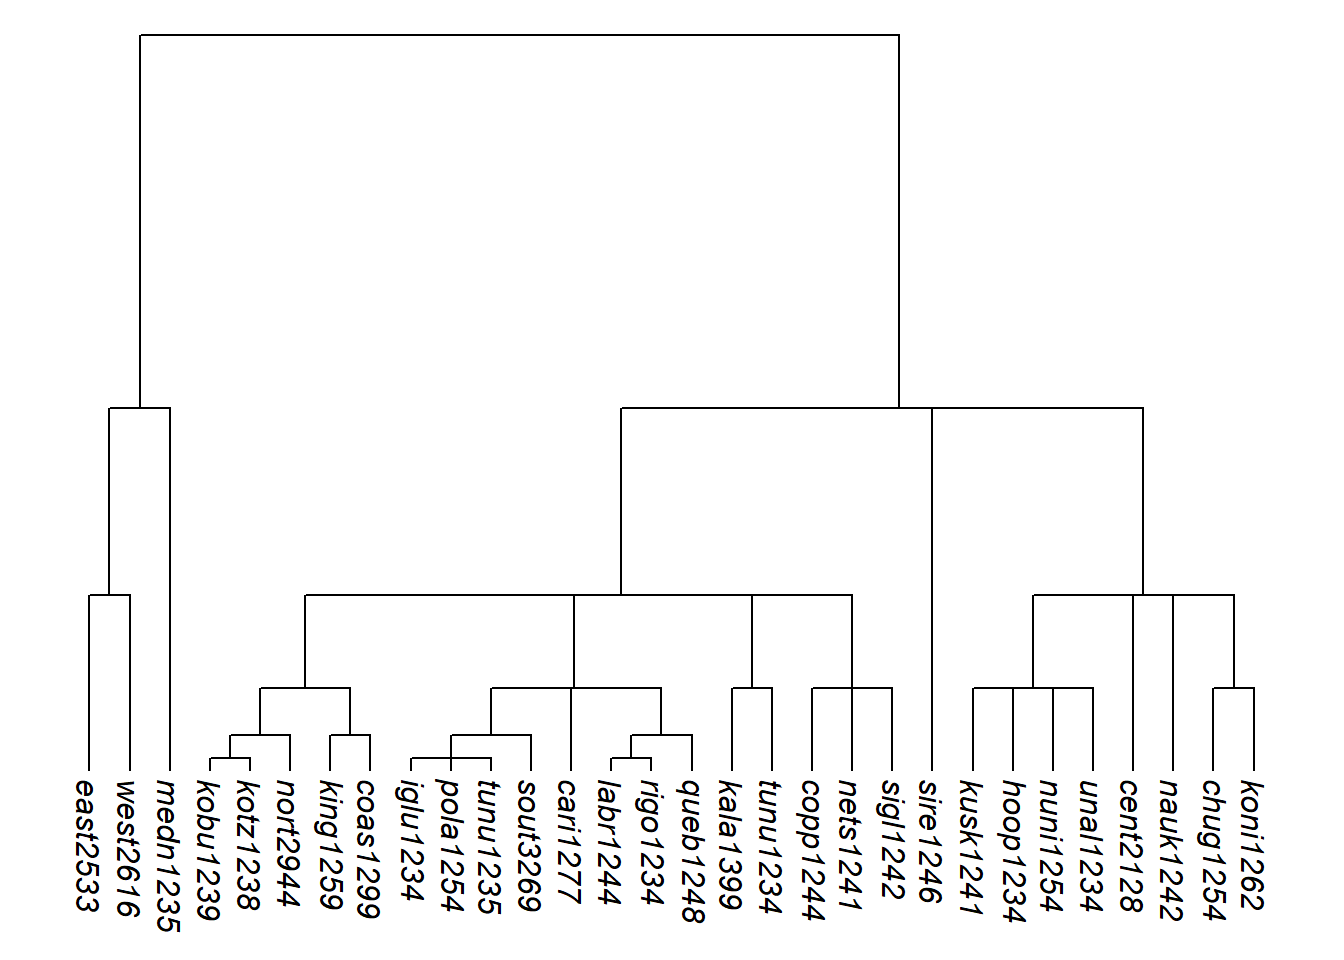 east2533
west2616
medn1235
kobu1239
kotz1238
nort2944
king1259
coas1299
iglu1234
pola1254
tunu1235
sout3269
cari1277
labr1244
rigo1234
queb1248
kala1399
tunu1234
copp1244
nets1241
sigl1242
sire1246
kusk1241
hoop1234
nuni1254
unal1234
cent2128
nauk1242
chug1254
koni1262